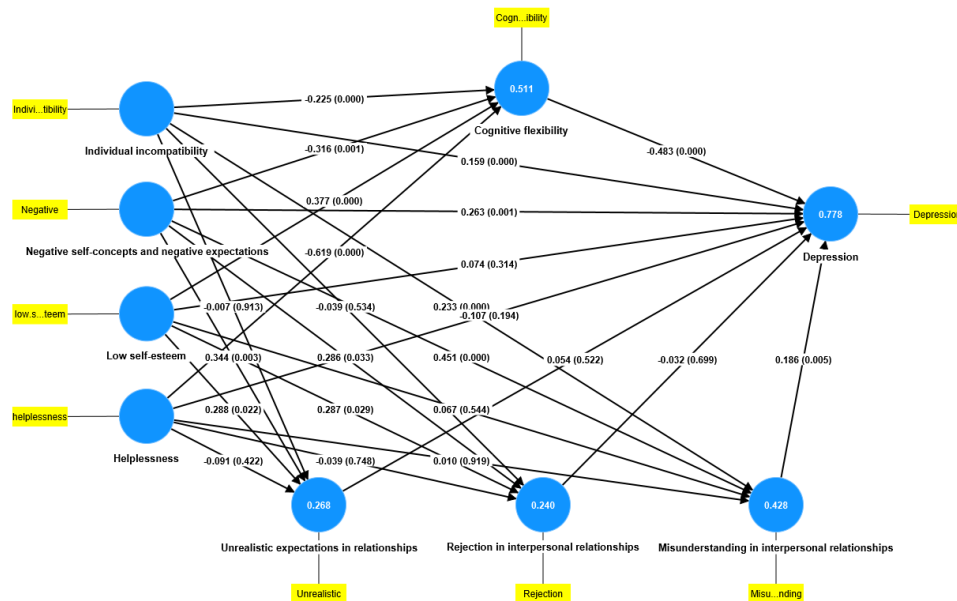 Cogn...ibility
0.511
Cognitive flexibility
Indivi...tibility
Individual incompatibility
-0.225 (0.000)
-0.316 (0.001)
0.159 (0.000)
-0.483 (0.000)
Negative
Negative self-concepts and negative expectations
0.377 (0.000)
0.263 (0.001)
0.778
Depression
Depression
-0.619 (0.000)
0.074 (0.314)
low.s...teem
Low self-esteem
-0.007 (0.913)
-0.039 (0.534)
0.233 (0.000)
-0.107 (0.194)
0.344 (0.003)
0.286 (0.033)
0.451 (0.000)
0.054 (0.522)
-0.032 (0.699)
0.186 (0.005)
helplessness
Helplessness
0.288 (0.022)
0.287 (0.029)
0.067 (0.544)
-0.091 (0.422)
-0.039 (0.748)
0.010 (0.919)
0.268
0.240
0.428
Unrealistic expectations in relationships
Rejection in interpersonal relationships
Misunderstanding in interpersonal relationships
Unrealistic
Rejection
Misu...nding